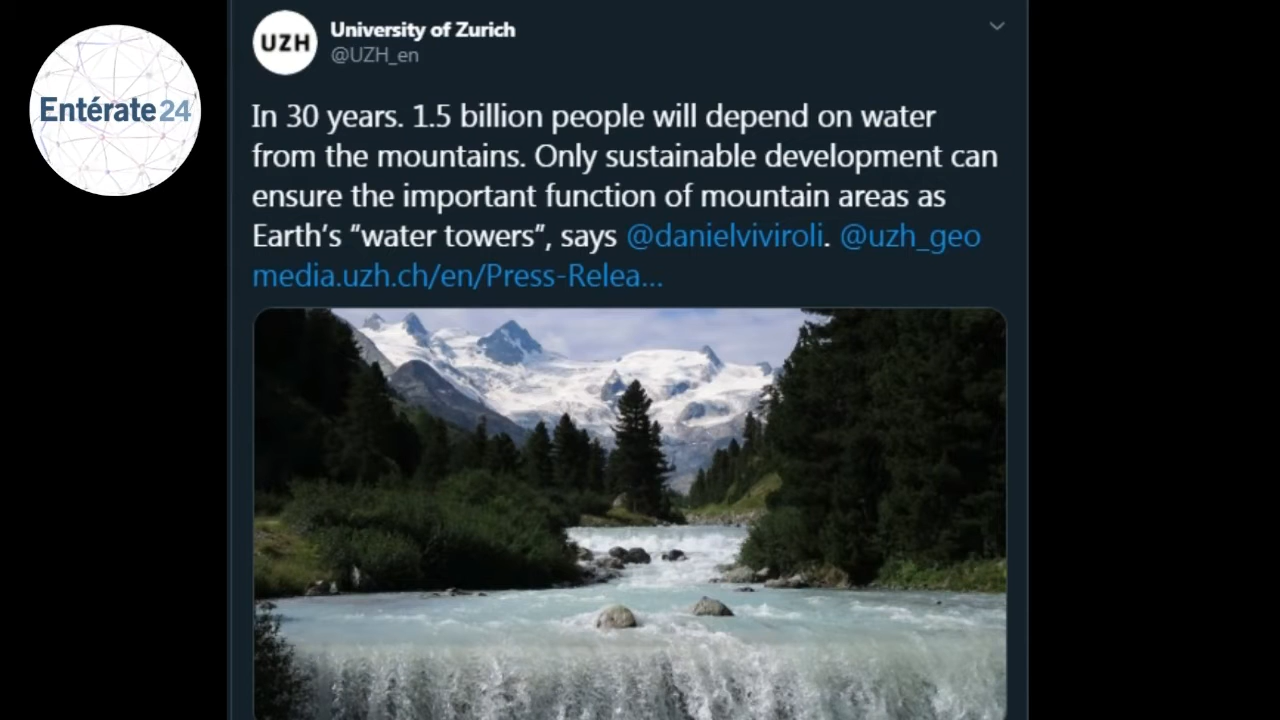 Entérate24
UZH
University of Zurich
@UZH_en
In 30 years. 1.5 billion people will depend on water
from the mountains. Only sustainable development can
ensure the important function of mountain areas as
Earth's "water towers", says @danielviviroli. @uzh_geo
media.uzh.ch/en/Press-Relea...